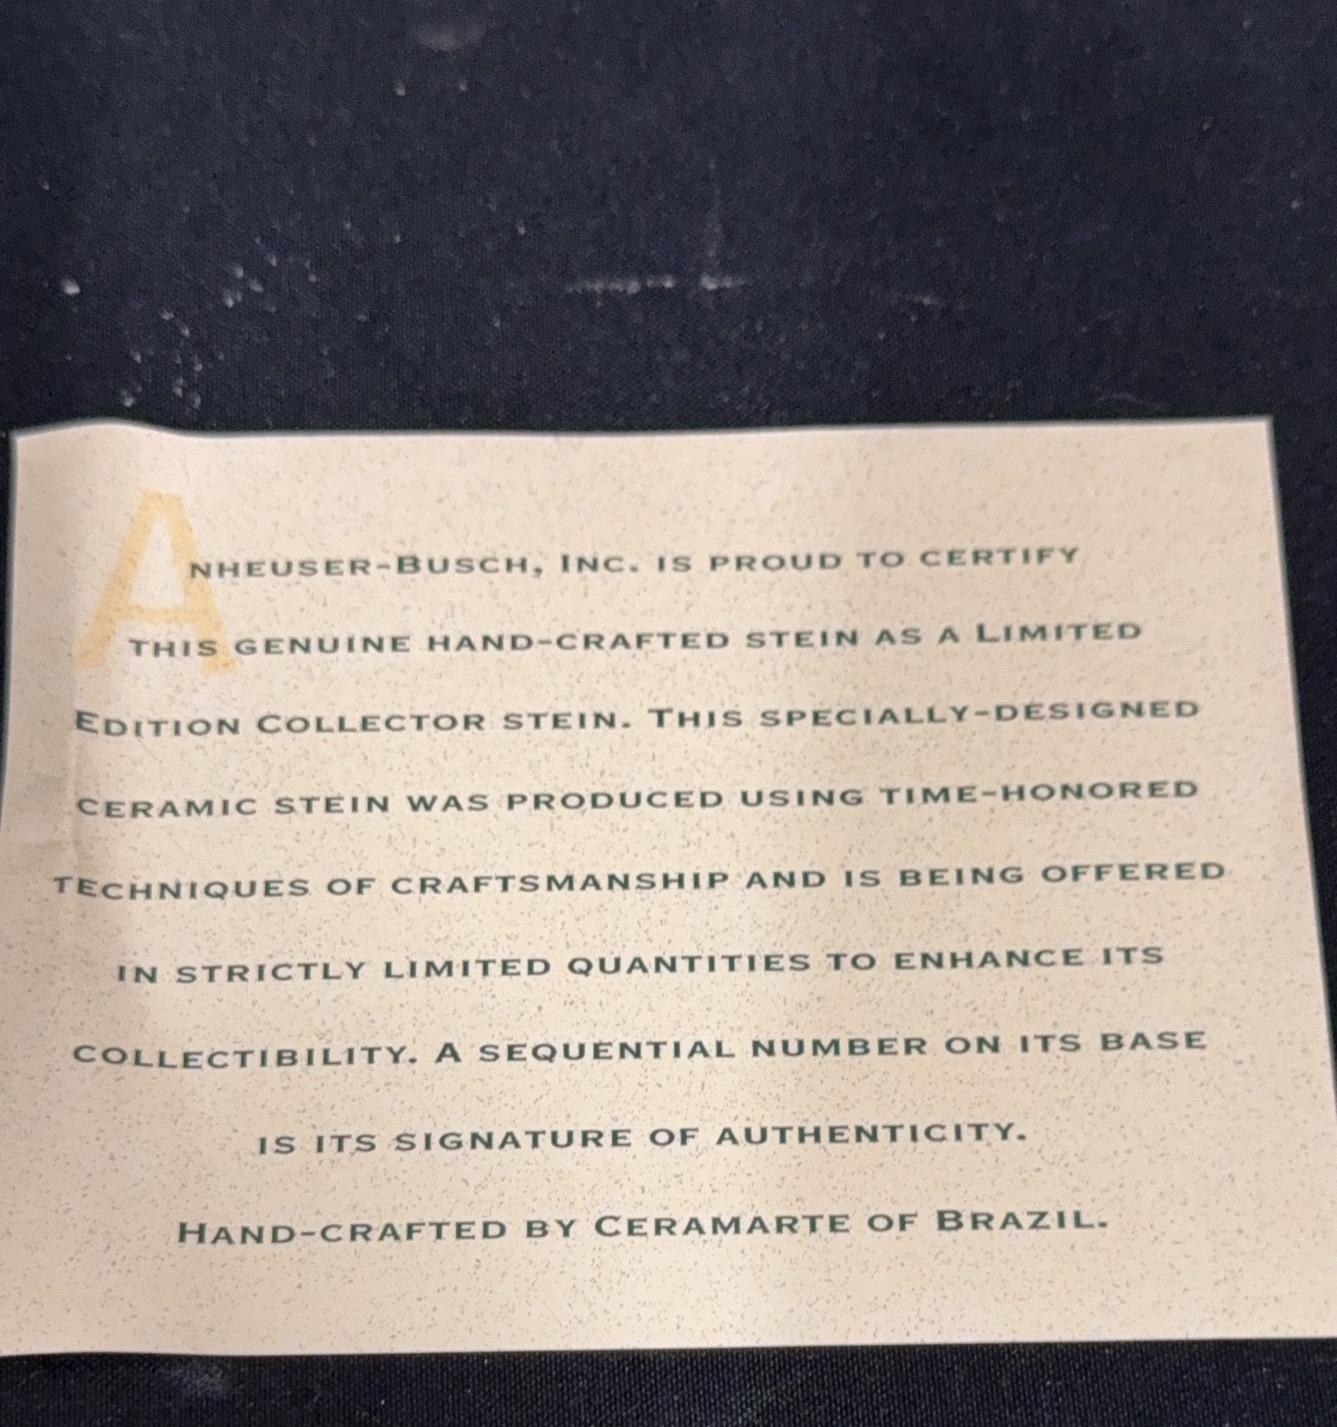 ANHEUSER-BUSCH, INC. IS PROUD TO CERTIFY
THIS GENUINE HAND-CRAFTED STEIN AS A LIMITED
EDITION COLLECTOR STEIN. THIS SPECIALLY-DESIGNED
CERAMIC STEIN WAS PRODUCED USING TIME-HONORED
TECHNIQUES OF CRAFTSMANSHIP AND IS BEING OFFERED
IN STRICTLY LIMITED QUANTITIES TO ENHANCE ITS
COLLECTIBILITY. A SEQUENTIAL NUMBER ON ITS BASE
IS ITS SIGNATURE OF AUTHENTICITY.
HAND-CRAFTED BY CERAMARTE OF BRAZIL.